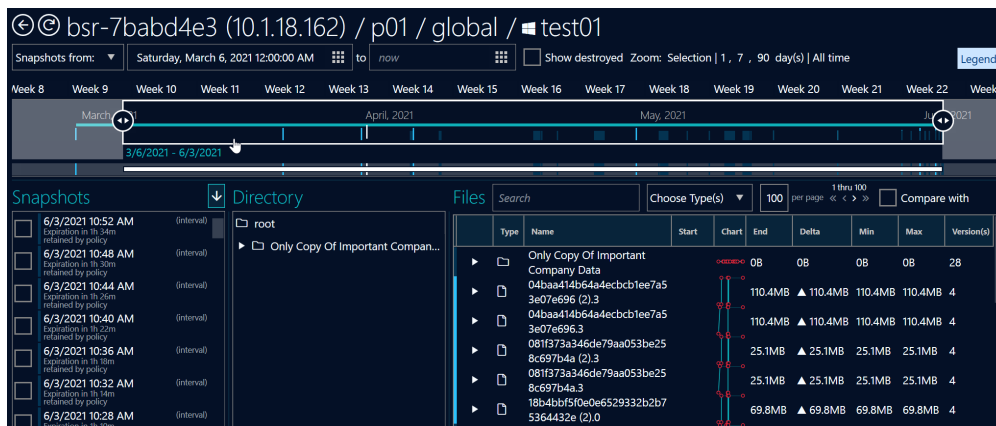 bsr-7babd4e3 (10.1.18.162) / p01 / global / test01
Snapshots from: Saturday, March 6, 2021 12:00:00 AM to now Show destroyed Zoom: Selection | 1 , 7 , 90 day(s) | All time Legend
Week 8 Week 9 Week 10 Week 11 Week 12 Week 13 Week 14 Week 15 Week 16 Week 17 Week 18 Week 19 Week 20 Week 21 Week 22 Week
April, 2021 May, 2021
3/6/2021 - 6/3/2021
Snapshots
6/3/2021 10:52 AM (interval)
Expiration in 1h 34m
retained by policy
6/3/2021 10:48 AM (interval)
Expiration in 1h 30m
retained by policy
6/3/2021 10:44 AM (interval)
Expiration in 1h 26m
retained by policy
6/3/2021 10:40 AM (interval)
Expiration in 1h 22m
retained by policy
6/3/2021 10:36 AM (interval)
Expiration in 1h 18m
retained by policy
6/3/2021 10:32 AM (interval)
Expiration in 1h 14m
retained by policy
6/3/2021 10:28 AM (interval)
Directory
root
Only Copy Of Important Compan...
Files Search Choose Type(s) 100 per page 1 thru 100 Compare with
Type Name Start Chart End Delta Min Max Version(s)
Only Copy Of Important
Company Data 0B 0B 0B 0B 28
04baa414b64a4ecbcb1ee7a5
3e07e696 (2).3 110.4MB ▲ 110.4MB 110.4MB 110.4MB 4
04baa414b64a4ecbcb1ee7a5
3e07e696.3 110.4MB ▲ 110.4MB 110.4MB 110.4MB 4
081f373a346de79aa053be25
8c697b4a (2).3 25.1MB ▲ 25.1MB 25.1MB 25.1MB 4
081f373a346de79aa053be25
8c697b4a.3 25.1MB ▲ 25.1MB 25.1MB 25.1MB 4
18b4bbf5f0e0e6529332b2b7
5364432e (2).0 69.8MB ▲ 69.8MB 69.8MB 69.8MB 4